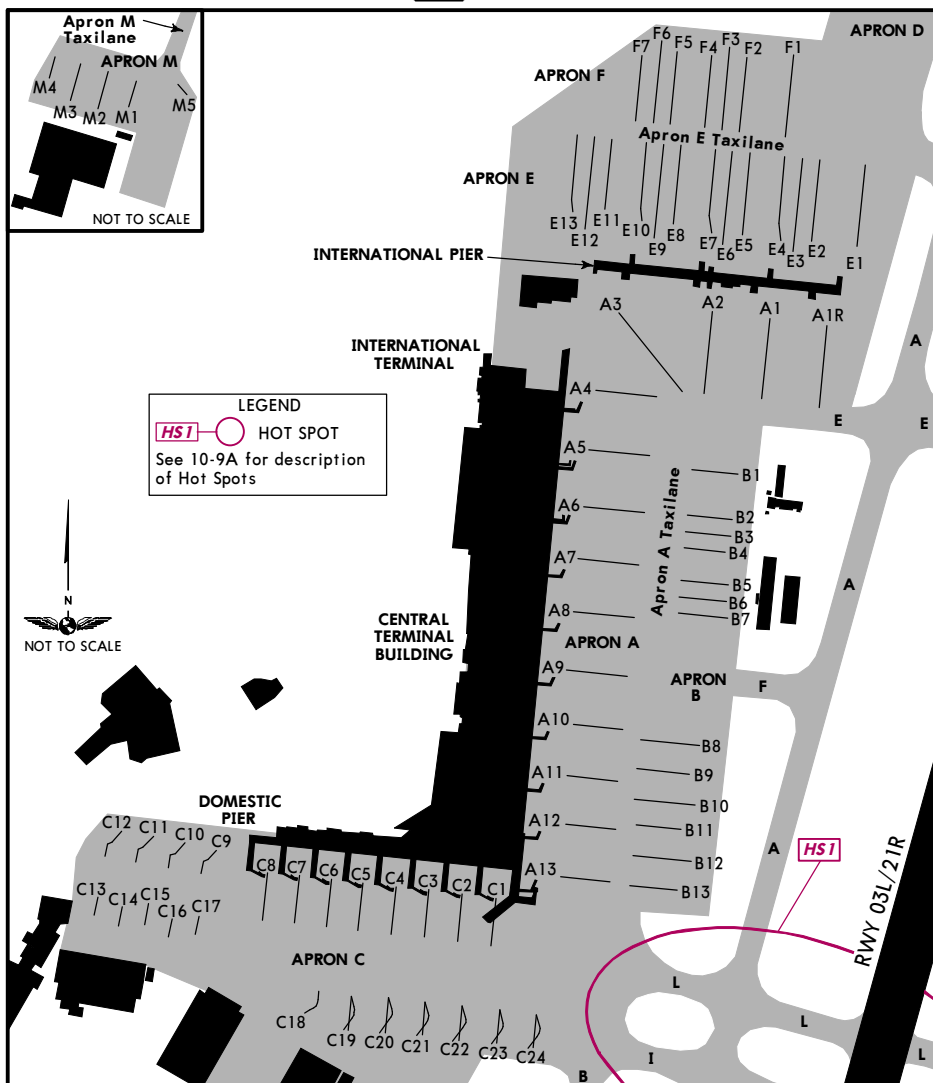 Apron M
Taxilane
APRON M
M4
M3
M2
M1
M5
NOT TO SCALE
APRON D
F7
F6
F5
F4
F3
F2
F1
APRON F
Apron E Taxilane
APRON E
E13
E12
E11
E10
E9
E8
E7
E6
E5
E4
E3
E2
E1
INTERNATIONAL PIER
A3
A2
A1
A1R
A
INTERNATIONAL
TERMINAL
A4
E
E
LEGEND
HS1
HOT SPOT
See 10-9A for description
of Hot Spots
A5
B1
A6
B2
B3
B4
A7
Apron A Taxilane
B5
B6
B7
A
N
NOT TO SCALE
CENTRAL
TERMINAL
BUILDING
A8
APRON A
A9
APRON
B
F
A10
B8
A11
B9
B10
A12
B11
B12
A13
B13
A
HS1
RWY 03L/21R
DOMESTIC
PIER
C12
C11
C10
C9
C8
C7
C6
C5
C4
C3
C2
C1
C13
C14
C15
C16
C17
APRON C
C18
C19
C20
C21
C22
C23
C24
L
L
L
I
B